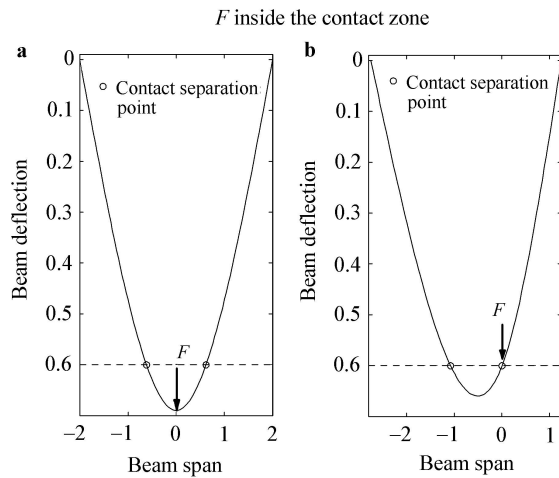 F inside the contact zone
a
0
0.1
0.2
0.3
0.4
0.5
0.6
Beam deflection
Contact separation
point
F
−2
−1
0
1
2
Beam span
b
0
0.1
0.2
0.3
0.4
0.5
0.6
Beam deflection
Contact separation
point
F
−2
−1
0
1
Beam span